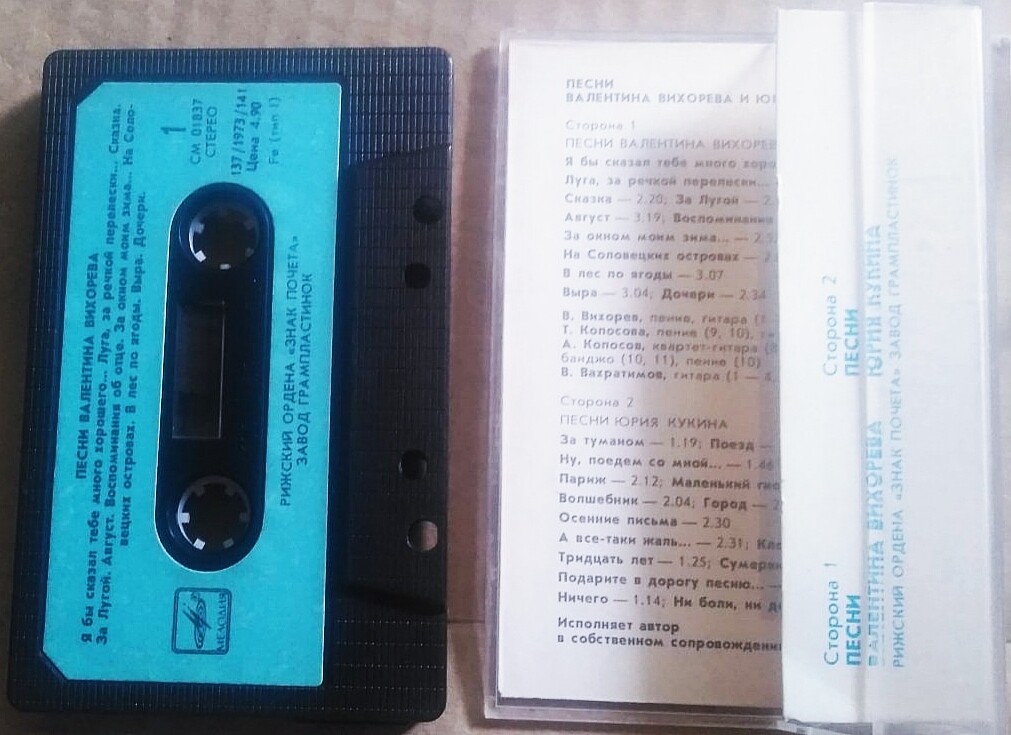 ПЕСНИ ВАЛЕНТИНА ВИХОРЕВА
Я бы сказал тебе много хорошего... Луга, за речкой перелески... Сказка.
За Лугой. Август. Воспоминания об отце. За окном моим зима... На Соло-
вецких островах. В лес по ягоды. Выра. Дочери.
1
СМ 01837
СТЕРЕО
137/1973/141
Цена 4.90
Fe (тип I)
РИЖСКИЙ ОРДЕНА «ЗНАК ПОЧЕТА»
ЗАВОД ГРАМПЛАСТИНОК
МЕЛОДИЯ
ПЕСНИ
ВАЛЕНТИНА ВИХОРЕВА И
Сторона 1
ПЕСНИ ВАЛЕНТИНА ВИХОРЕВ
Я бы сказал тебе много хоро
Луга, за речкой перелески...
Сказка — 2.20; За Лугой —
Август — 3.19; Воспоминания
За окном моим зима... —
На Соловецких островах —
В лес по ягоды — 3.07
Выра — 3.04; Дочери — 2.34
В. Вихорев, пение, гитара
Т. Копосова, пение (9, 10),
А. Копосов, квартет-гитара
банджо (10, 11), пение (10)
В. Вахратимов, гитара (1 —
Сторона 2
ПЕСНИ ЮРИЯ КУКИНА
За туманом — 1.19; Поезд —
Ну, поедем со мной... — 1.46
Париж — 2.12; Маленький
Волшебник — 2.04; Город —
Осенние письма — 2.30
А все-таки жаль... — 2.31;
Тридцать лет — 1.25; Сумерки
Подарите в дорогу песню... —
Ничего — 1.14; Ни боли, ни
Исполняет автор
в собственном сопровождени
Сторона 1
ПЕСНИ
ВАЛЕНТИНА ВИХОРЕВА
Сторона 2
ПЕСНИ
ЮРИЯ КУКИНА
РИЖСКИЙ ОРДЕНА «ЗНАК ПОЧЕТА» ЗАВОД ГРАМПЛАСТИНОК